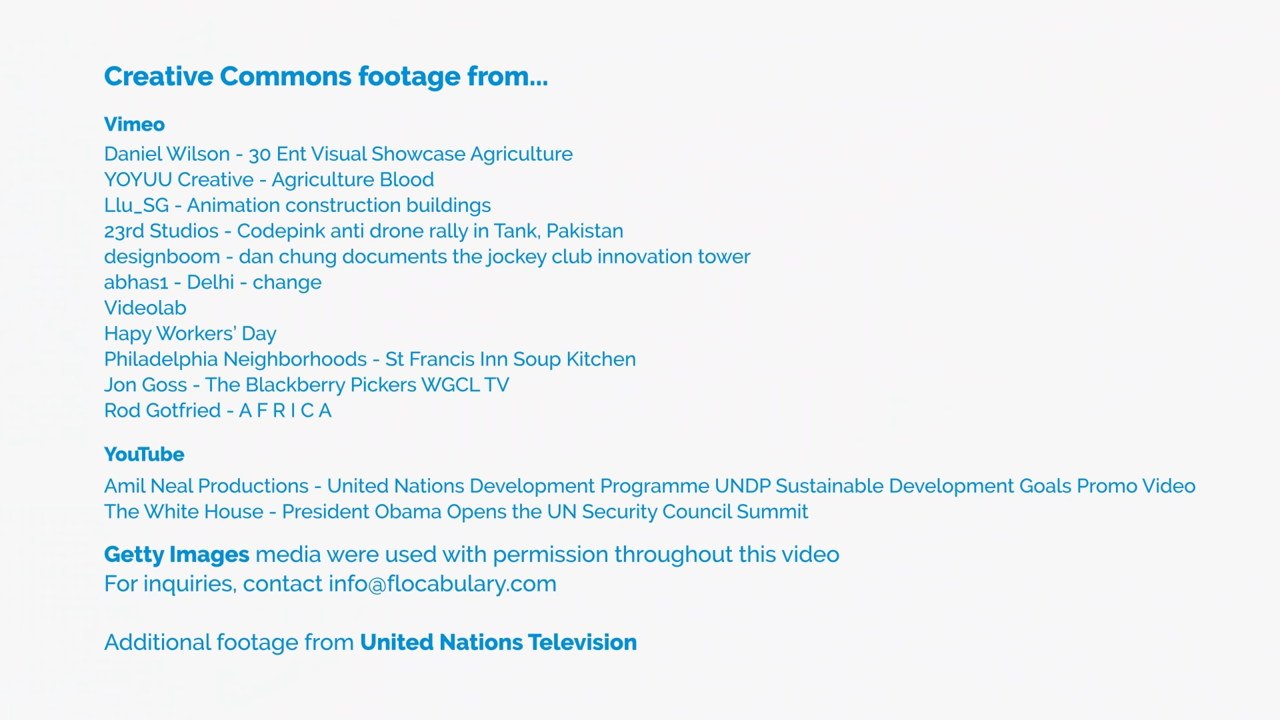 Creative Commons footage from...
Vimeo
Daniel Wilson - 30 Ent Visual Showcase Agriculture
YOYUU Creative - Agriculture Blood
Llu_SG - Animation construction buildings
23rd Studios - Codepink anti drone rally in Tank, Pakistan
designboom - dan chung documents the jockey club innovation tower
abhas1 - Delhi - change
Videolab
Hapy Workers’ Day
Philadelphia Neighborhoods - St Francis Inn Soup Kitchen
Jon Goss - The Blackberry Pickers WGCL TV
Rod Gotfried - A F R I C A
YouTube
Amil Neal Productions - United Nations Development Programme UNDP Sustainable Development Goals Promo Video
The White House - President Obama Opens the UN Security Council Summit
Getty Images media were used with permission throughout this video
For inquiries, contact info@flocabulary.com
Additional footage from United Nations Television